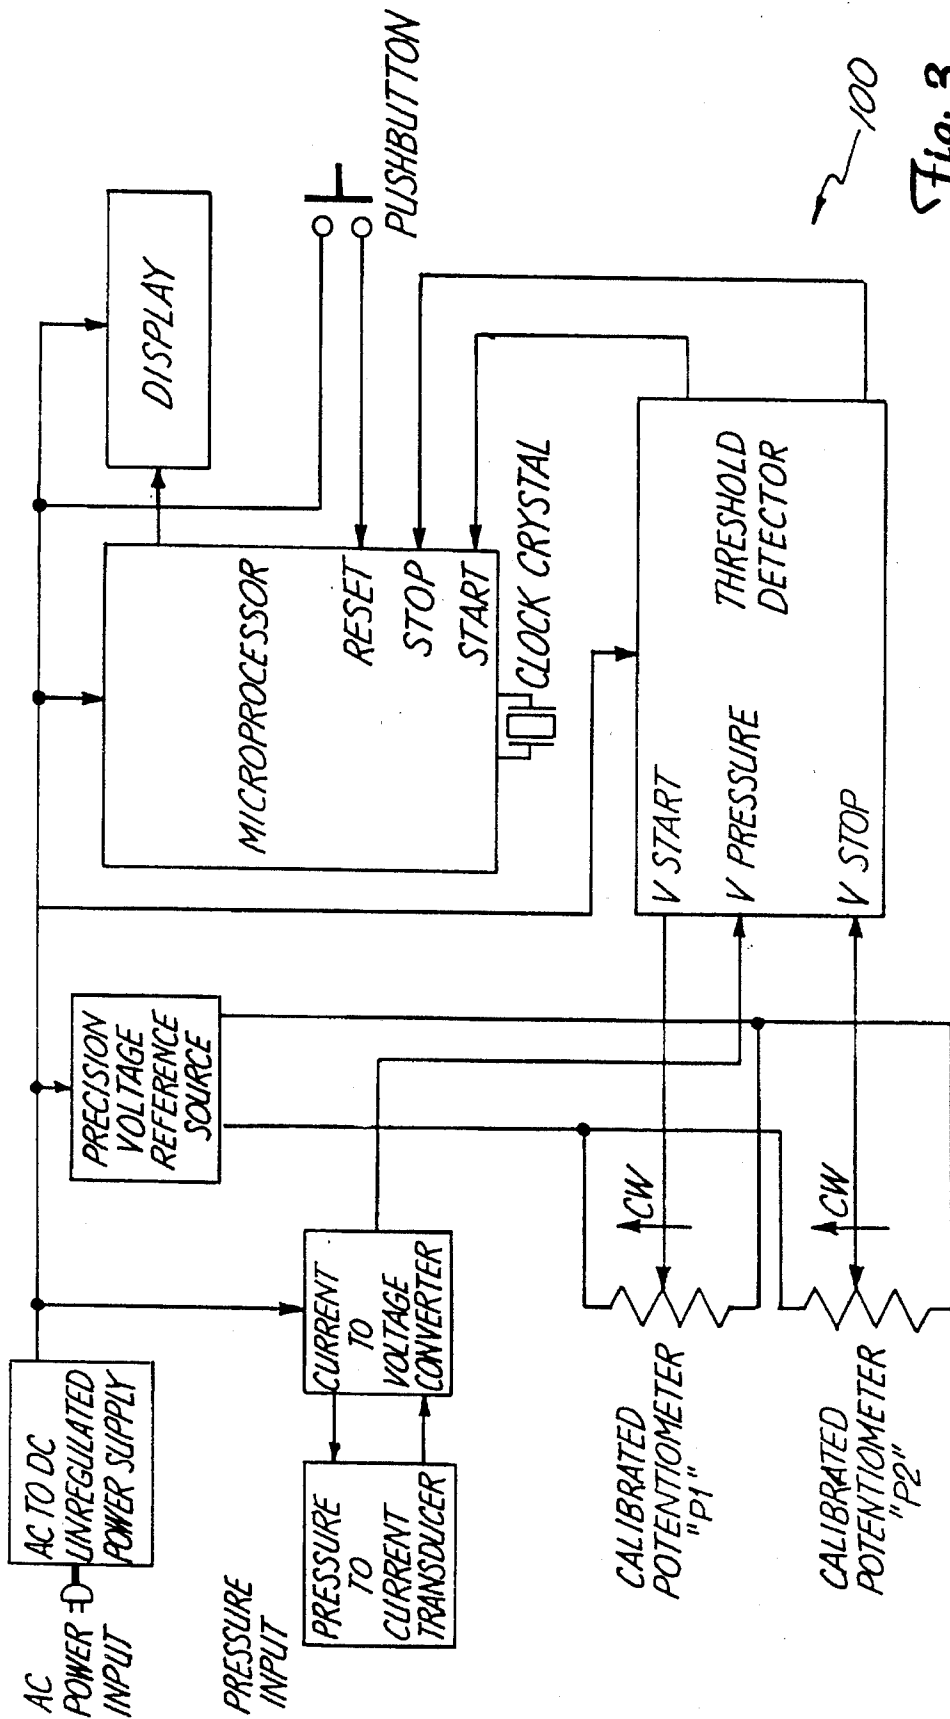 AC
POWER
INPUT
AC TO DC
UNREGULATED
POWER SUPPLY
PRESSURE
INPUT
PRESSURE
TO
CURRENT
TRANSDUCER
CURRENT
TO
VOLTAGE
CONVERTER
PRECISION
VOLTAGE
REFERENCE
SOURCE
MICROPROCESSOR
RESET
STOP
START
CLOCK CRYSTAL
DISPLAY
PUSHBUTTON
CALIBRATED
POTENTIOMETER
"P1"
CW
CALIBRATED
POTENTIOMETER
"P2"
CW
V START
V PRESSURE
V STOP
THRESHOLD
DETECTOR
100
Fig. 3